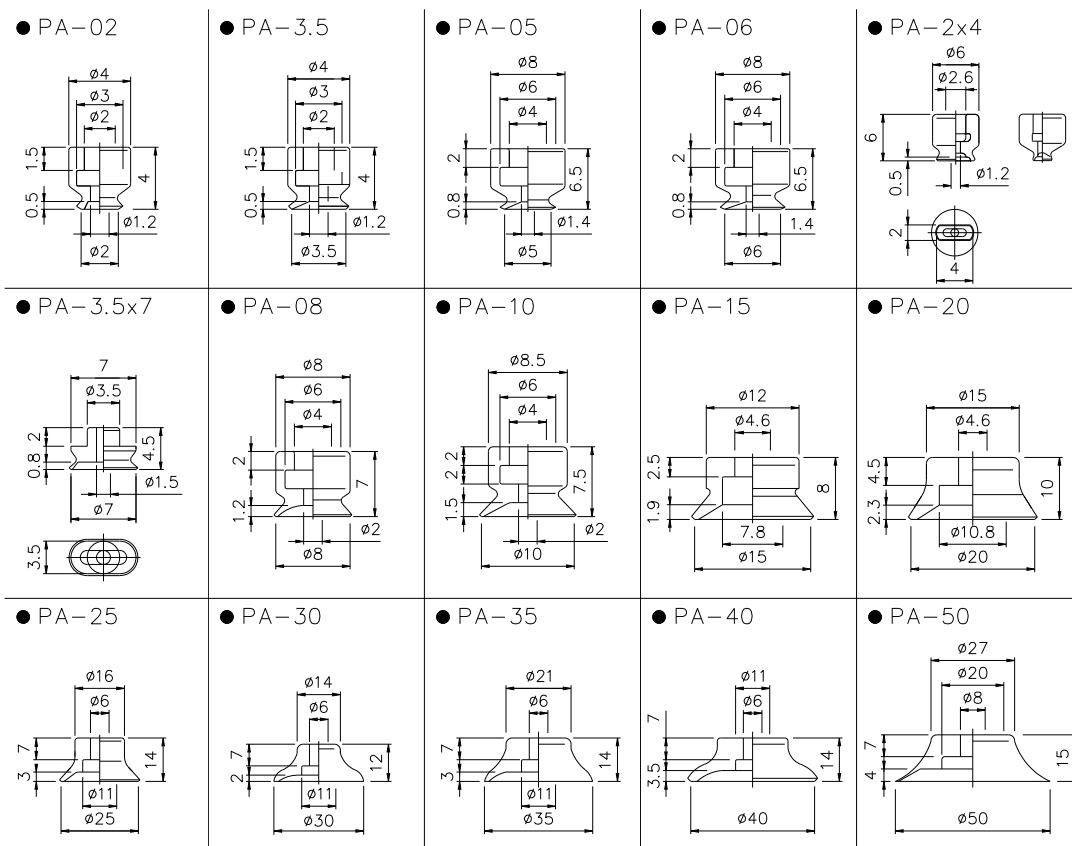 ● PA-02
ø4
ø3
ø2
1.5
4
0.5
ø1.2
ø2
● PA-3.5
ø4
ø3
ø2
1.5
4
0.5
ø1.2
ø3.5
● PA-05
ø8
ø6
ø4
2
6.5
0.8
ø1.4
ø5
● PA-06
ø8
ø6
ø4
2
6.5
0.8
1.4
ø6
● PA-2x4
ø6
ø2.6
6
0.5
ø1.2
2
4
● PA-3.5x7
7
ø3.5
2
4.5
0.8
ø1.5
ø7
3.5
● PA-08
ø8
ø6
ø4
2
7
1.2
ø2
ø8
● PA-10
ø8.5
ø6
ø4
2
2
7.5
1.5
ø2
ø10
● PA-15
ø12
ø4.6
2.5
8
1.9
7.8
ø15
● PA-20
ø15
ø4.6
4.5
10
2.3
ø10.8
ø20
● PA-25
ø16
ø6
7
14
3
ø11
ø25
● PA-30
ø14
ø6
7
12
2
ø11
ø30
● PA-35
ø21
ø6
7
14
3
ø11
ø35
● PA-40
ø11
ø6
7
14
3.5
ø40
● PA-50
ø27
ø20
ø8
7
15
4
ø50